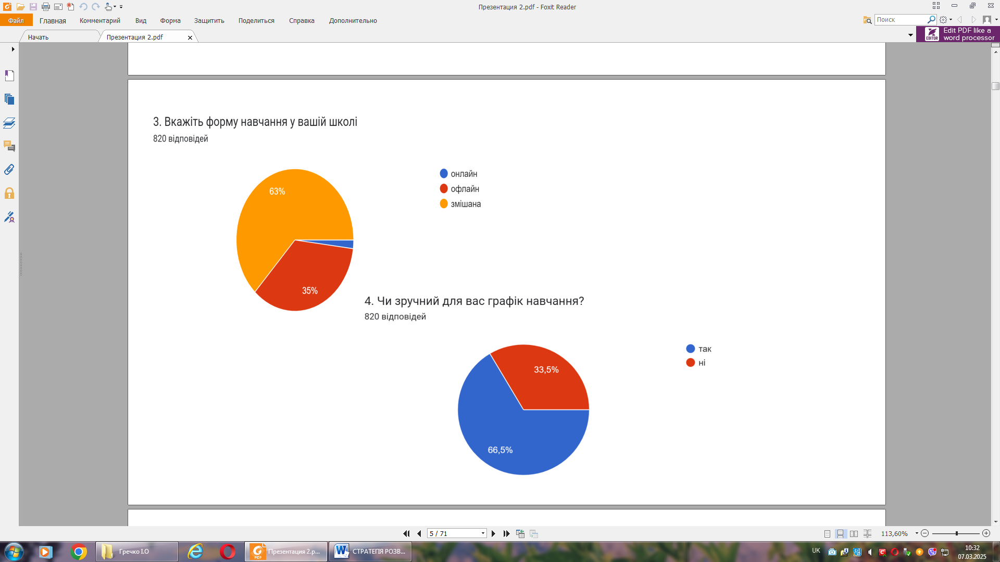 Презентация 2.pdf - Foxit Reader
Файл Главная Комментарий Вид Форма Защитить Поделиться Справка Дополнительно
Поиск
Начать
Презентация 2.pdf
EDITOR
Edit PDF like a
word processor
3. Вкажіть форму навчання у вашій школі
820 відповідей
онлайн
офлайн
змішана
63%
35%
4. Чи зручний для вас графік навчання?
820 відповідей
так
ні
33,5%
66,5%
5 / 71
113,60%
Гречко І.О
PDF
Презентация 2.p...
СТРАТЕГІЯ РОЗВ...
UK
10:32
07.03.2025